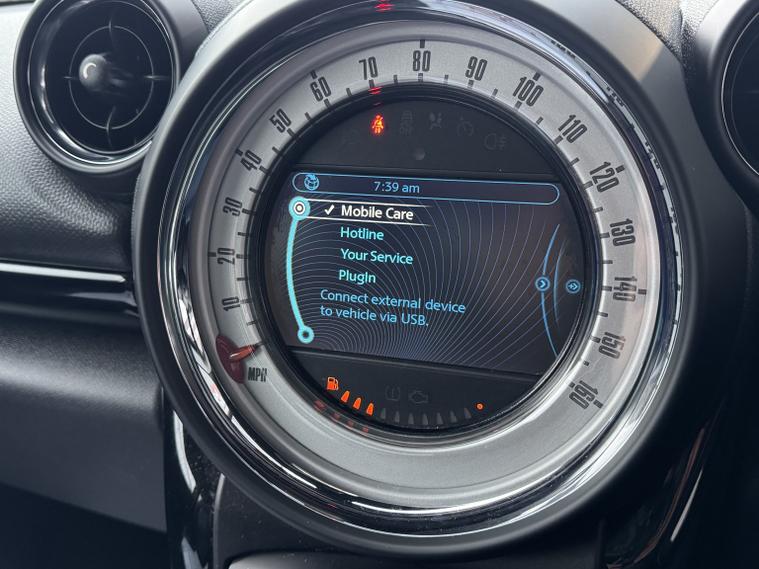 10
20
30
40
50
60
70
80
90
100
110
120
130
140
150
160
MPH
7:39 am
✓ Mobile Care
Hotline
Your Service
PlugIn
Connect external device
to vehicle via USB.